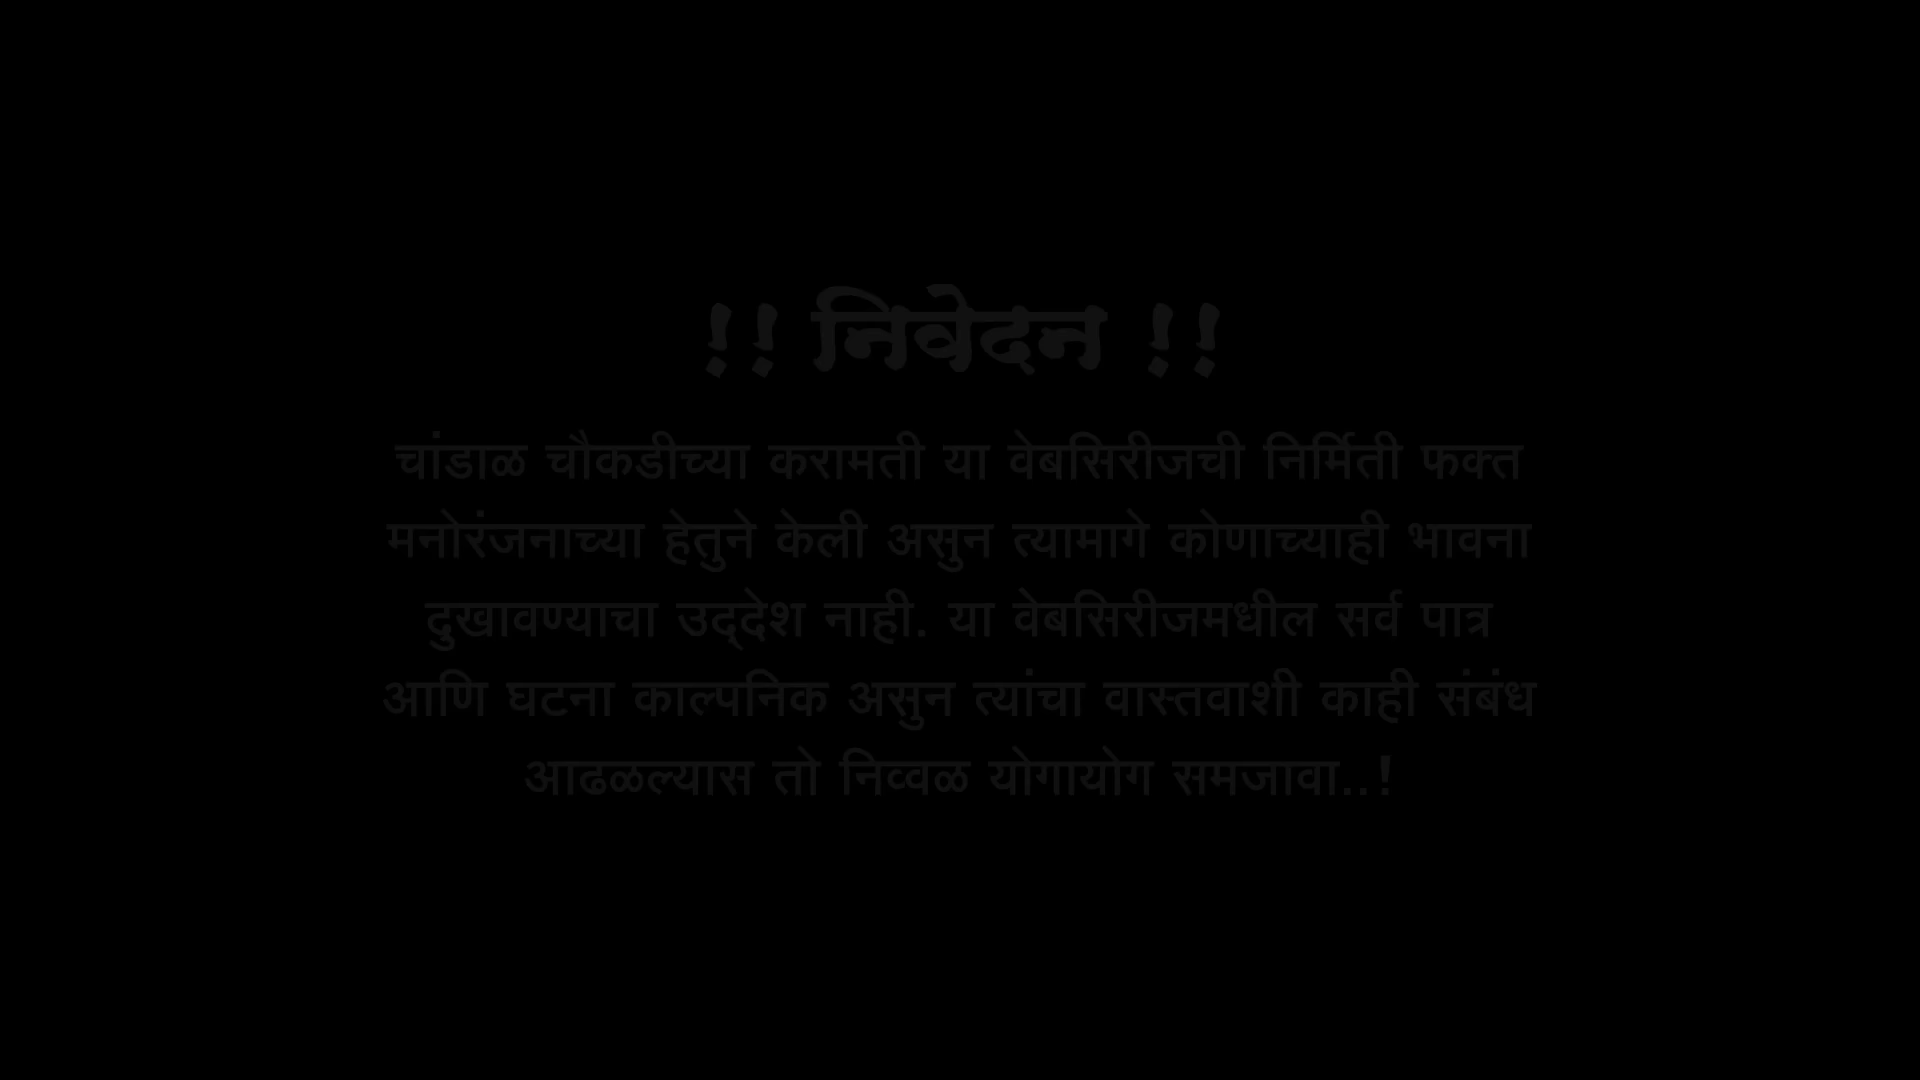 !! निवेदन !!
चांडाळ चौकडीच्या करामती या वेबसिरीजची निर्मिती फक्त
मनोरंजनाच्या हेतुने केली असुन त्यामागे कोणाच्याही भावना
दुखावण्याचा उद्‌देश नाही. या वेबसिरीजमधील सर्व पात्र
आणि घटना काल्पनिक असुन त्यांचा वास्तवाशी काही संबंध
आढळल्यास तो निव्वळ योगायोग समजावा..!